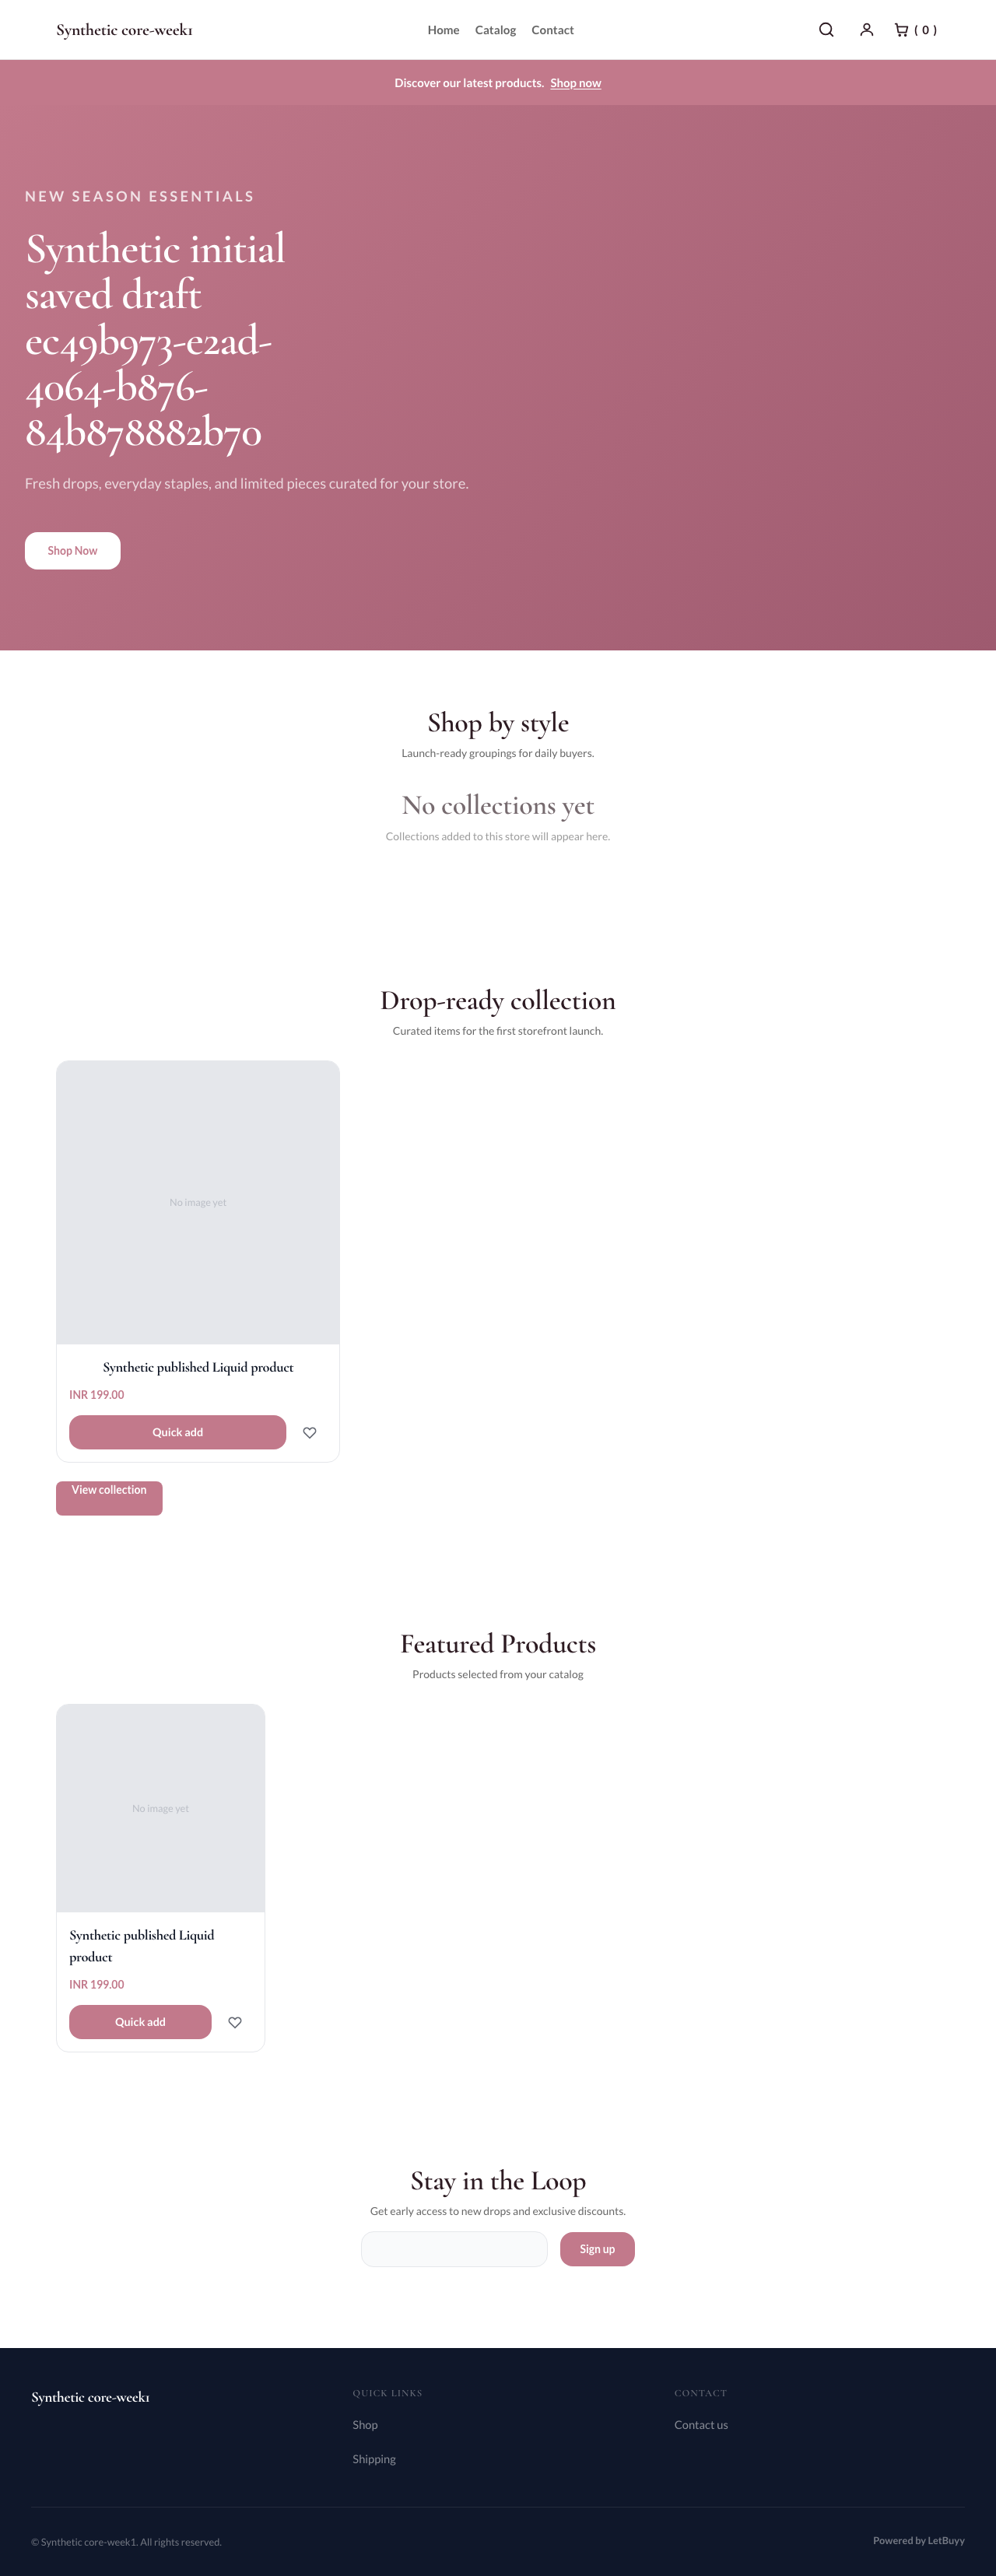 Synthetic core-week1
Home Catalog Contact
( 0 )
Discover our latest products. Shop now
NEW SEASON ESSENTIALS
Synthetic initial
saved draft
ec49b973-e2ad-
4064-b876-
84b878882b70
Fresh drops, everyday staples, and limited pieces curated for your store.
Shop Now
Shop by style
Launch-ready groupings for daily buyers.
No collections yet
Collections added to this store will appear here.
Drop-ready collection
Curated items for the first storefront launch.
No image yet
Synthetic published Liquid product
INR 199.00
Quick add
View collection
Featured Products
Products selected from your catalog
No image yet
Synthetic published Liquid
product
INR 199.00
Quick add
Stay in the Loop
Get early access to new drops and exclusive discounts.
Sign up
Synthetic core-week1
QUICK LINKS
Shop
Shipping
CONTACT
Contact us
© Synthetic core-week1. All rights reserved.
Powered by LetBuyy